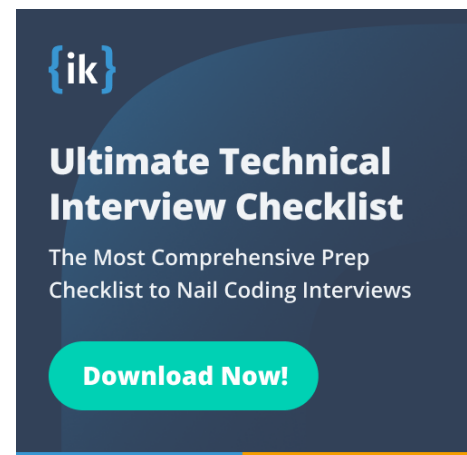 {ik}
Ultimate Technical
Interview Checklist
The Most Comprehensive Prep
Checklist to Nail Coding Interviews
Download Now!